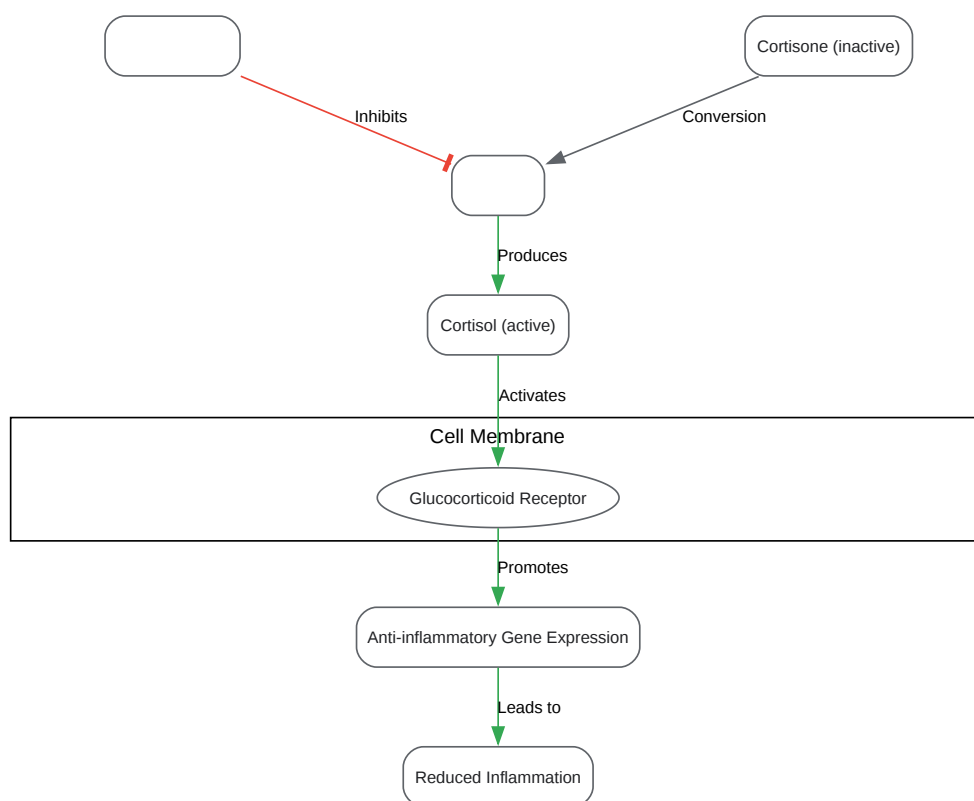 Cortisone (inactive)
Inhibits
Conversion
Produces
Cortisol (active)
Activates
Cell Membrane
Glucocorticoid Receptor
Promotes
Anti-inflammatory Gene Expression
Leads to
Reduced Inflammation